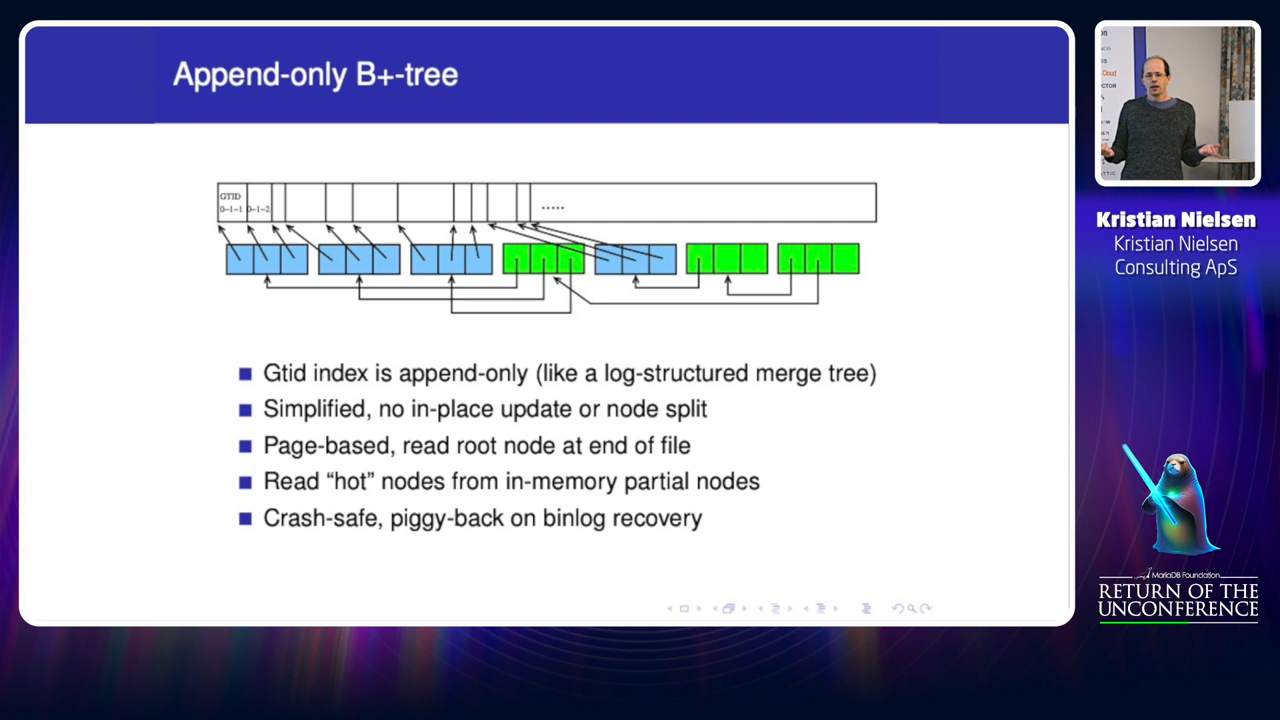 Append-only B+-tree
GTID
0-1-1 0-1-2
.....
Gtid index is append-only (like a log-structured merge tree)
Simplified, no in-place update or node split
Page-based, read root node at end of file
Read “hot” nodes from in-memory partial nodes
Crash-safe, piggy-back on binlog recovery
Cloud
Kristian Nielsen
Kristian Nielsen
Consulting ApS
MariaDB Foundation
RETURN OF THE
UNCONFERENCE